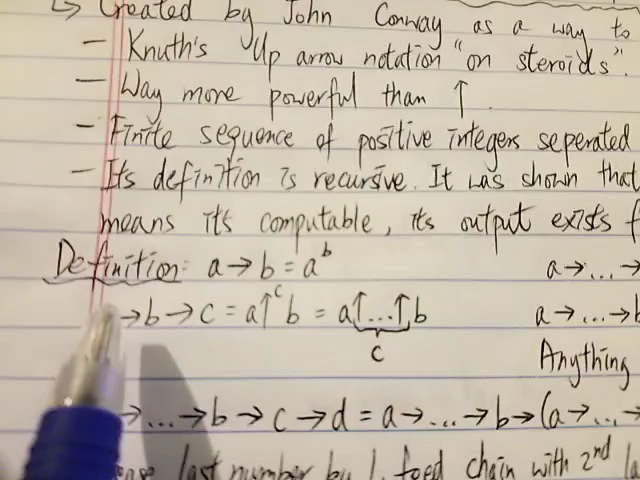 ↳ Created by John Conway as a way to
- Knuth's Up arrow notation "on steroids".
- Way more powerful than ↑.
- Finite sequence of positive integers seperated
- Its definition is recursive. It was shown that
means its computable, its output exists f
Definition: a→b = a^b
a→...→
→b→c = a↑^c b = a↑...↑b
c
a→...→b
Anything
→...→b→c→d = a→...→b→(a→...→
last number by 1, feed chain with 2nd la